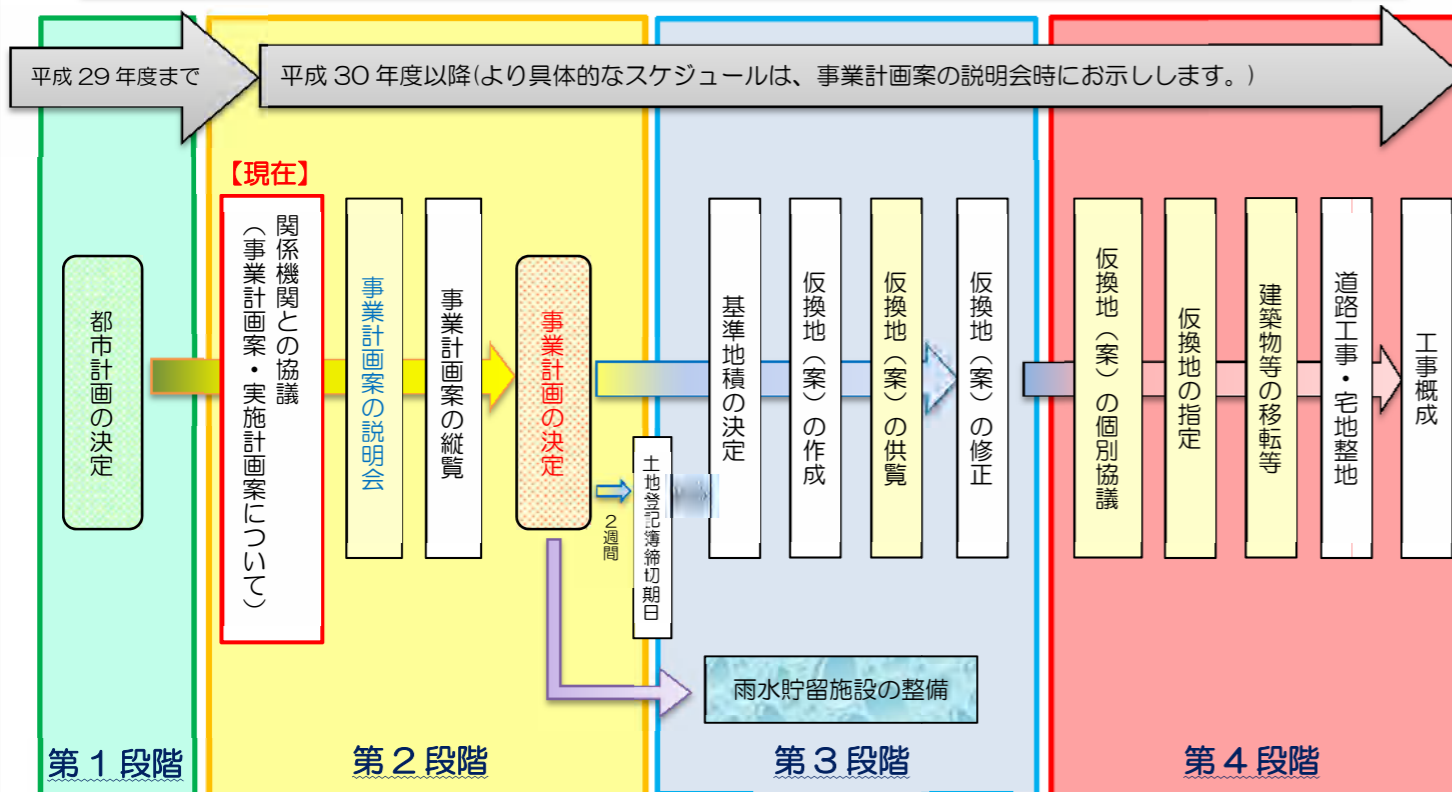 平成29年度まで
平成30年度以降(より具体的なスケジュールは、事業計画案の説明会時にお示しします。)
【現在】
都市計画の決定
関係機関との協議
（事業計画案・実施計画案について）
事業計画案の説明会
事業計画案の縦覧
事業計画の決定
2週間
土地登記簿締切期日
基準地積の決定
仮換地（案）の作成
仮換地（案）の供覧
仮換地（案）の修正
仮換地（案）の個別協議
仮換地の指定
建築物等の移転等
道路工事・宅地整地
工事概成
雨水貯留施設の整備
第1段階
第2段階
第3段階
第4段階